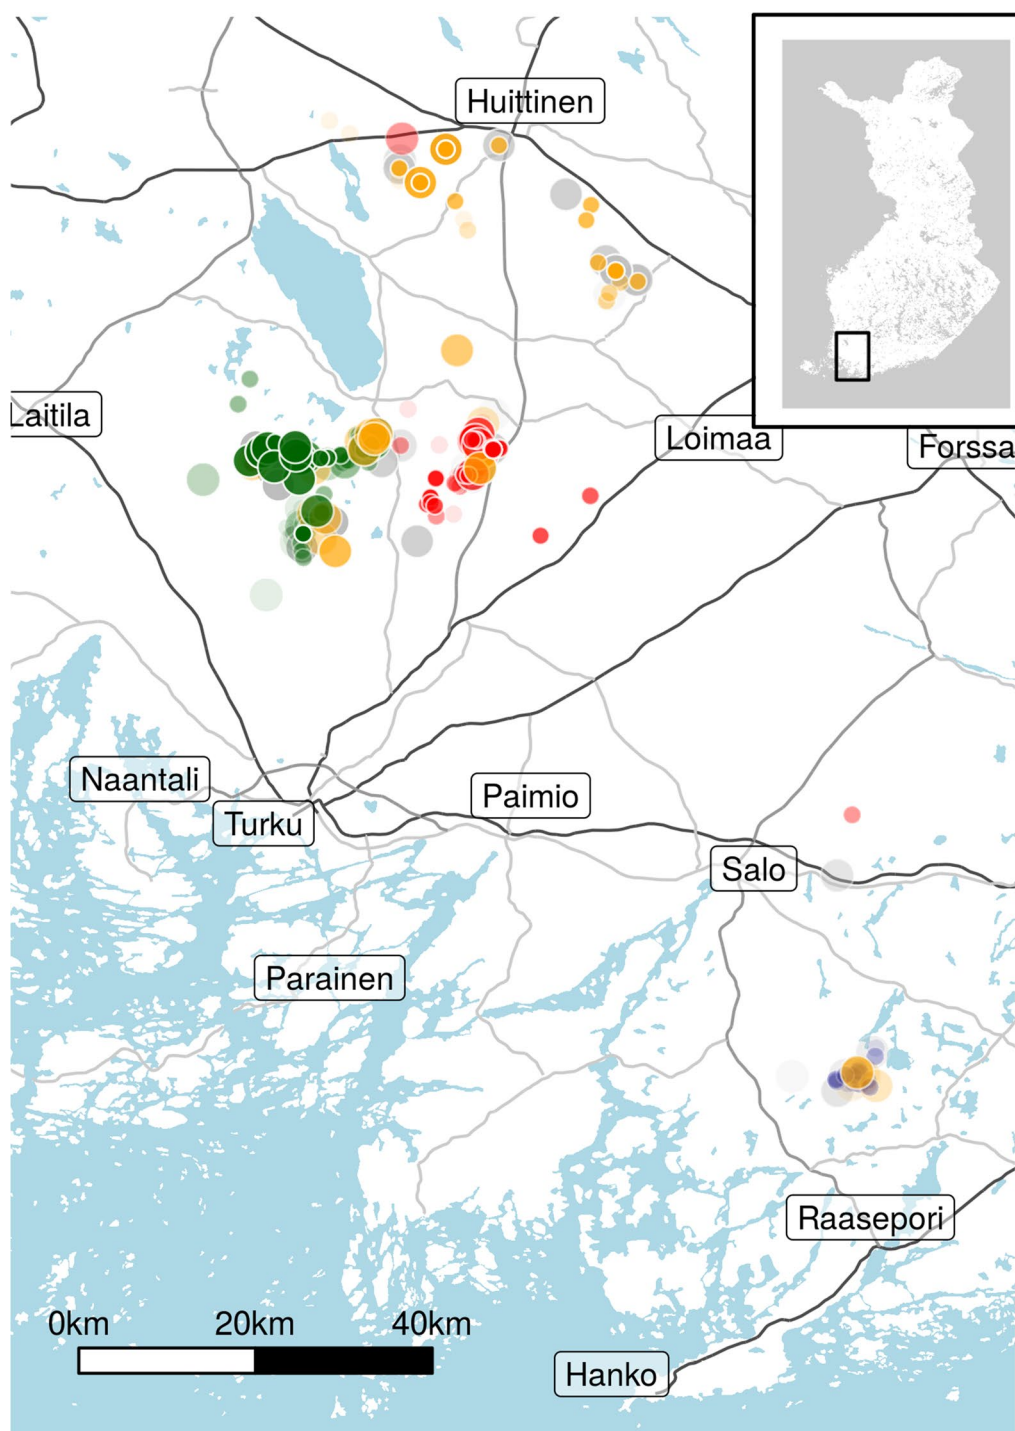 Huittinen
Laitila
Loimaa
Forssa
Naantali
Paimio
Turku
Salo
Parainen
Raasepori
0km 20km 40km
Hanko